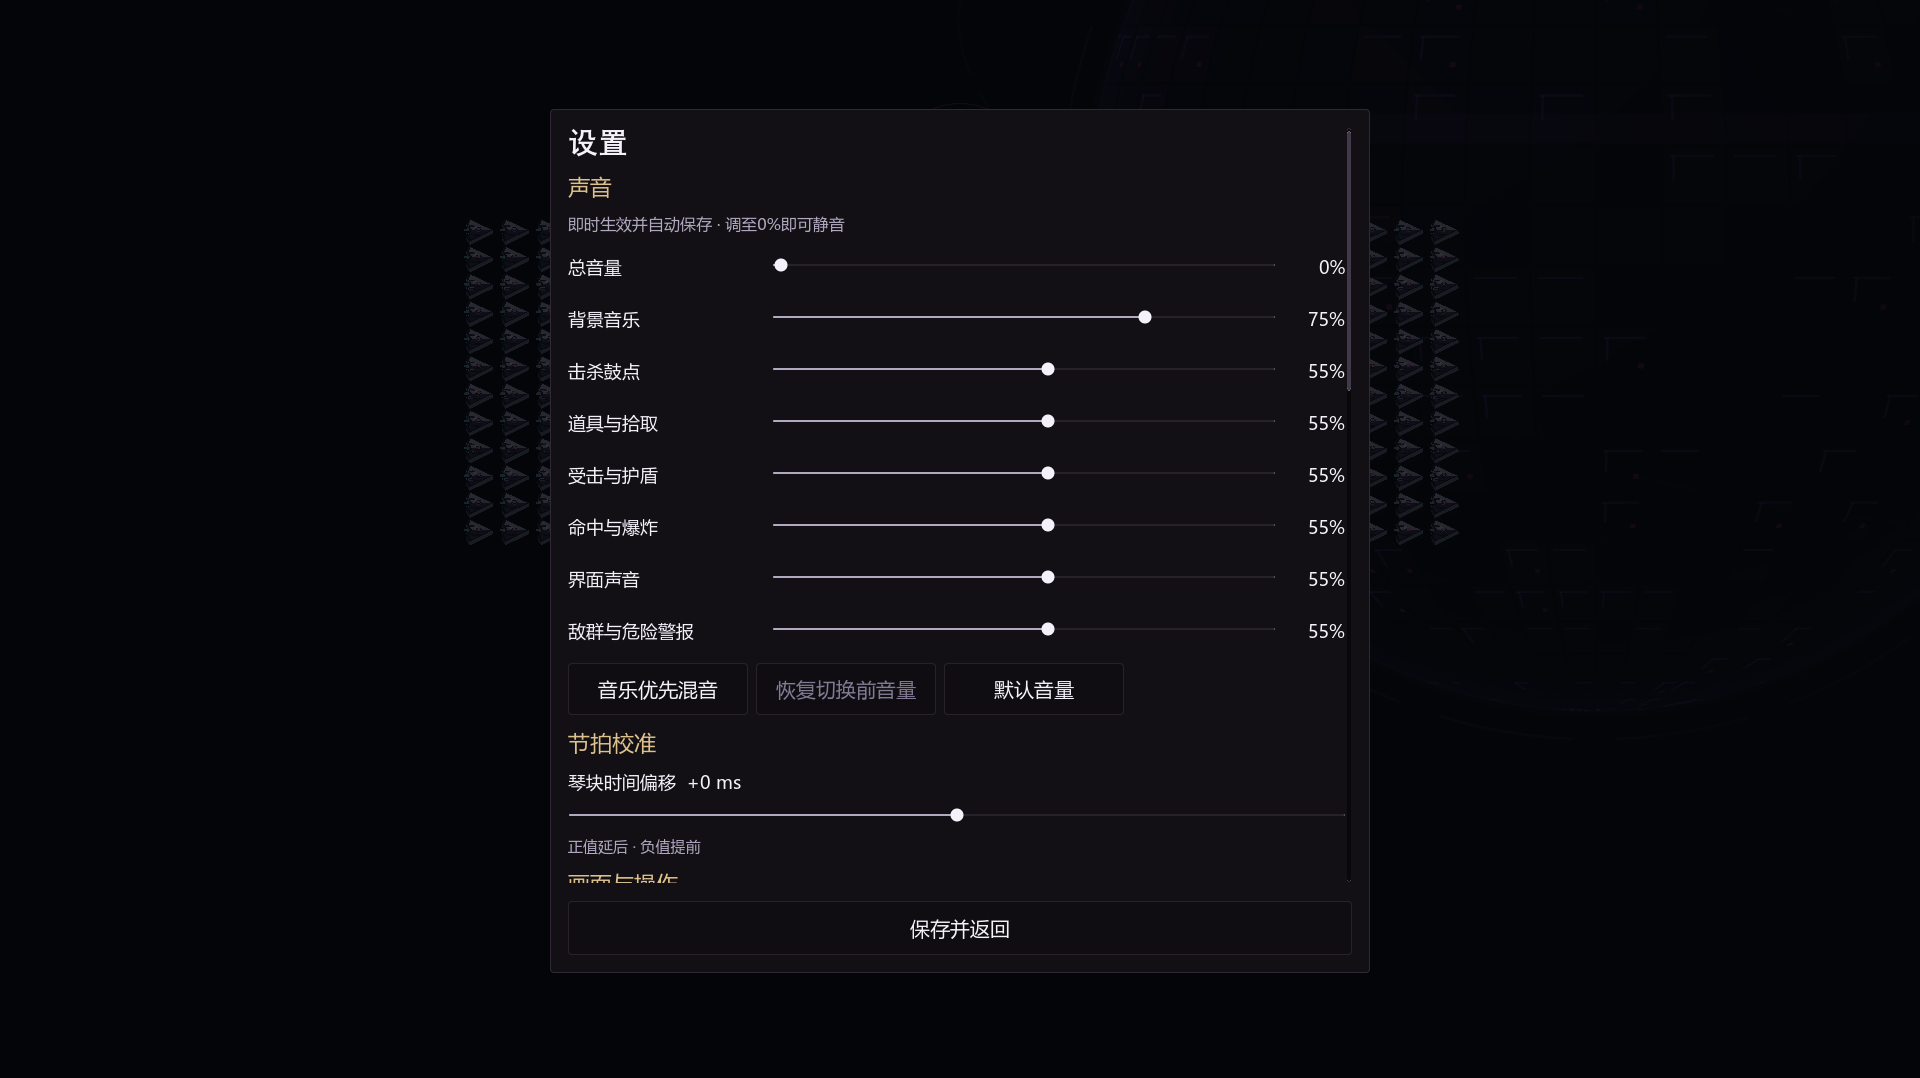 设置
声音
即时生效并自动保存 · 调至0%即可静音
总音量 0%
背景音乐 75%
击杀鼓点 55%
道具与拾取 55%
受击与护盾 55%
命中与爆炸 55%
界面声音 55%
敌群与危险警报 55%
音乐优先混音 恢复切换前音量 默认音量
节拍校准
琴块时间偏移 +0 ms
正值延后 · 负值提前
画面与操作
保存并返回